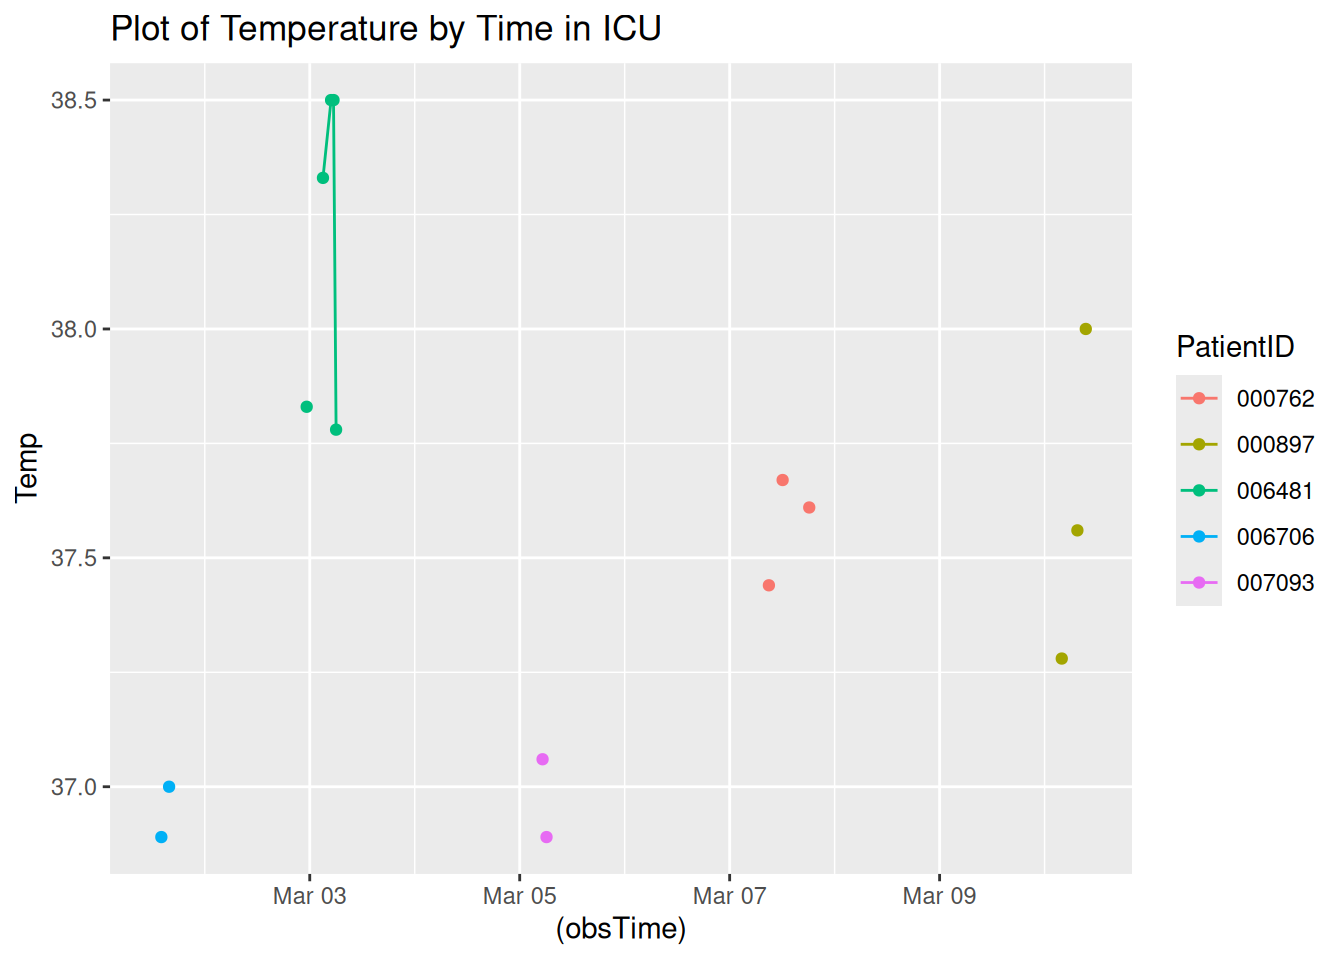 Plot of Temperature by Time in ICU
38.5
38.0
37.5
37.0
Temp
Mar 03
Mar 05
Mar 07
Mar 09
(obsTime)
PatientID
000762
000897
006481
006706
007093